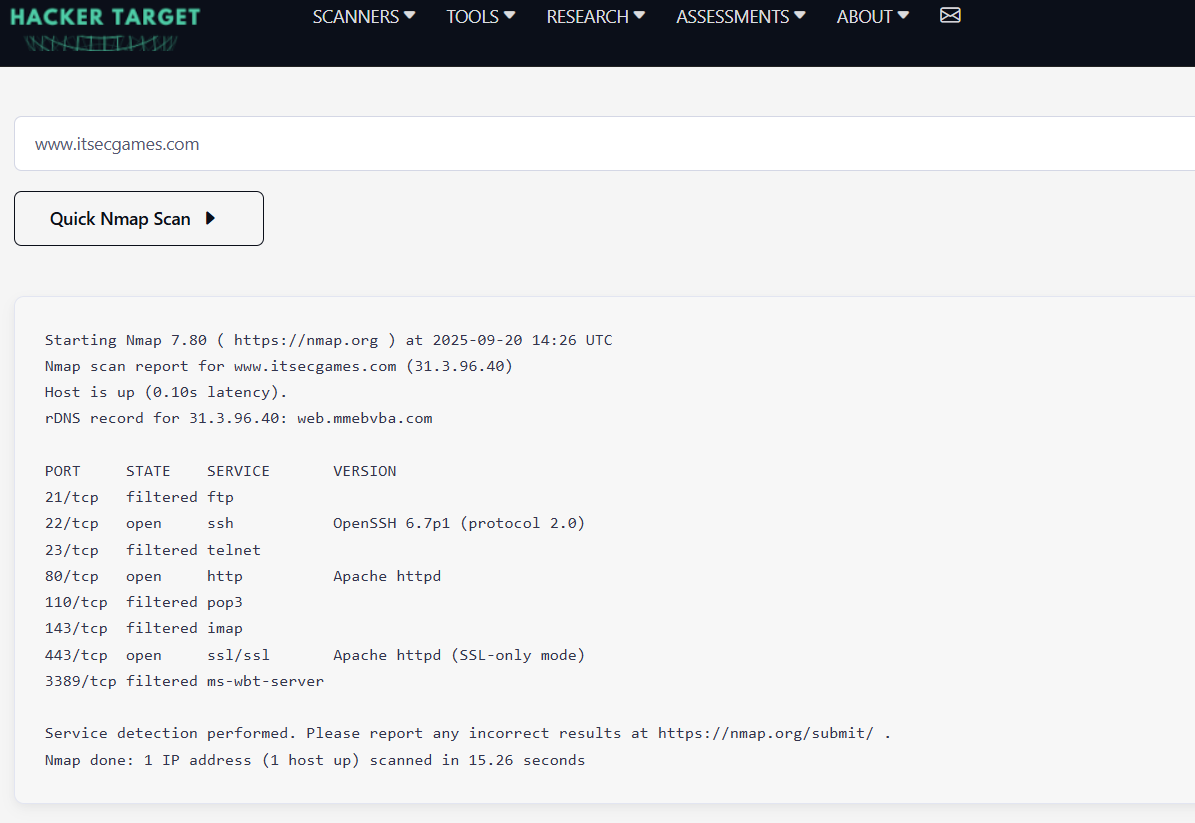 HACKER TARGET
SCANNERS TOOLS RESEARCH ASSESSMENTS ABOUT
www.itsecgames.com
Quick Nmap Scan
Starting Nmap 7.80 ( https://nmap.org ) at 2025-09-20 14:26 UTC
Nmap scan report for www.itsecgames.com (31.3.96.40)
Host is up (0.10s latency).
rDNS record for 31.3.96.40: web.mmebvba.com
PORT     STATE    SERVICE       VERSION
21/tcp   filtered ftp
22/tcp   open     ssh           OpenSSH 6.7p1 (protocol 2.0)
23/tcp   filtered telnet
80/tcp   open     http          Apache httpd
110/tcp  filtered pop3
143/tcp  filtered imap
443/tcp  open     ssl/ssl       Apache httpd (SSL-only mode)
3389/tcp filtered ms-wbt-server
Service detection performed. Please report any incorrect results at https://nmap.org/submit/ .
Nmap done: 1 IP address (1 host up) scanned in 15.26 seconds